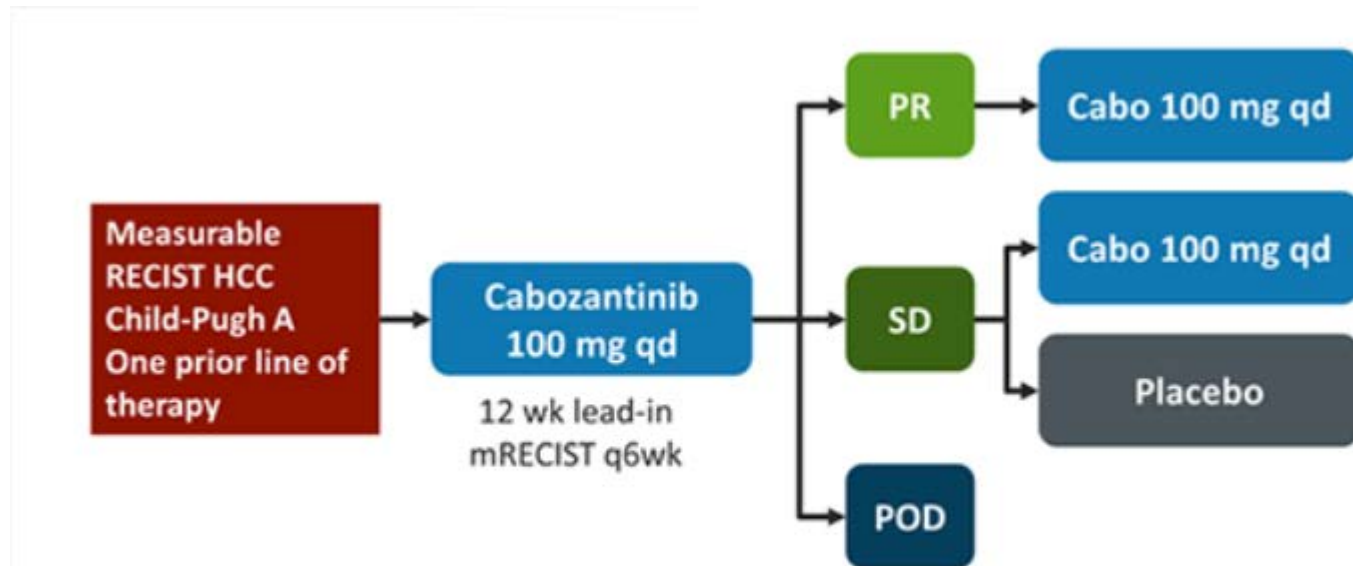 Measurable
RECIST HCC
Child-Pugh A
One prior line of
therapy
Cabozantinib
100 mg qd
12 wk lead-in
mRECIST q6wk
PR
Cabo 100 mg qd
SD
Cabo 100 mg qd
Placebo
POD